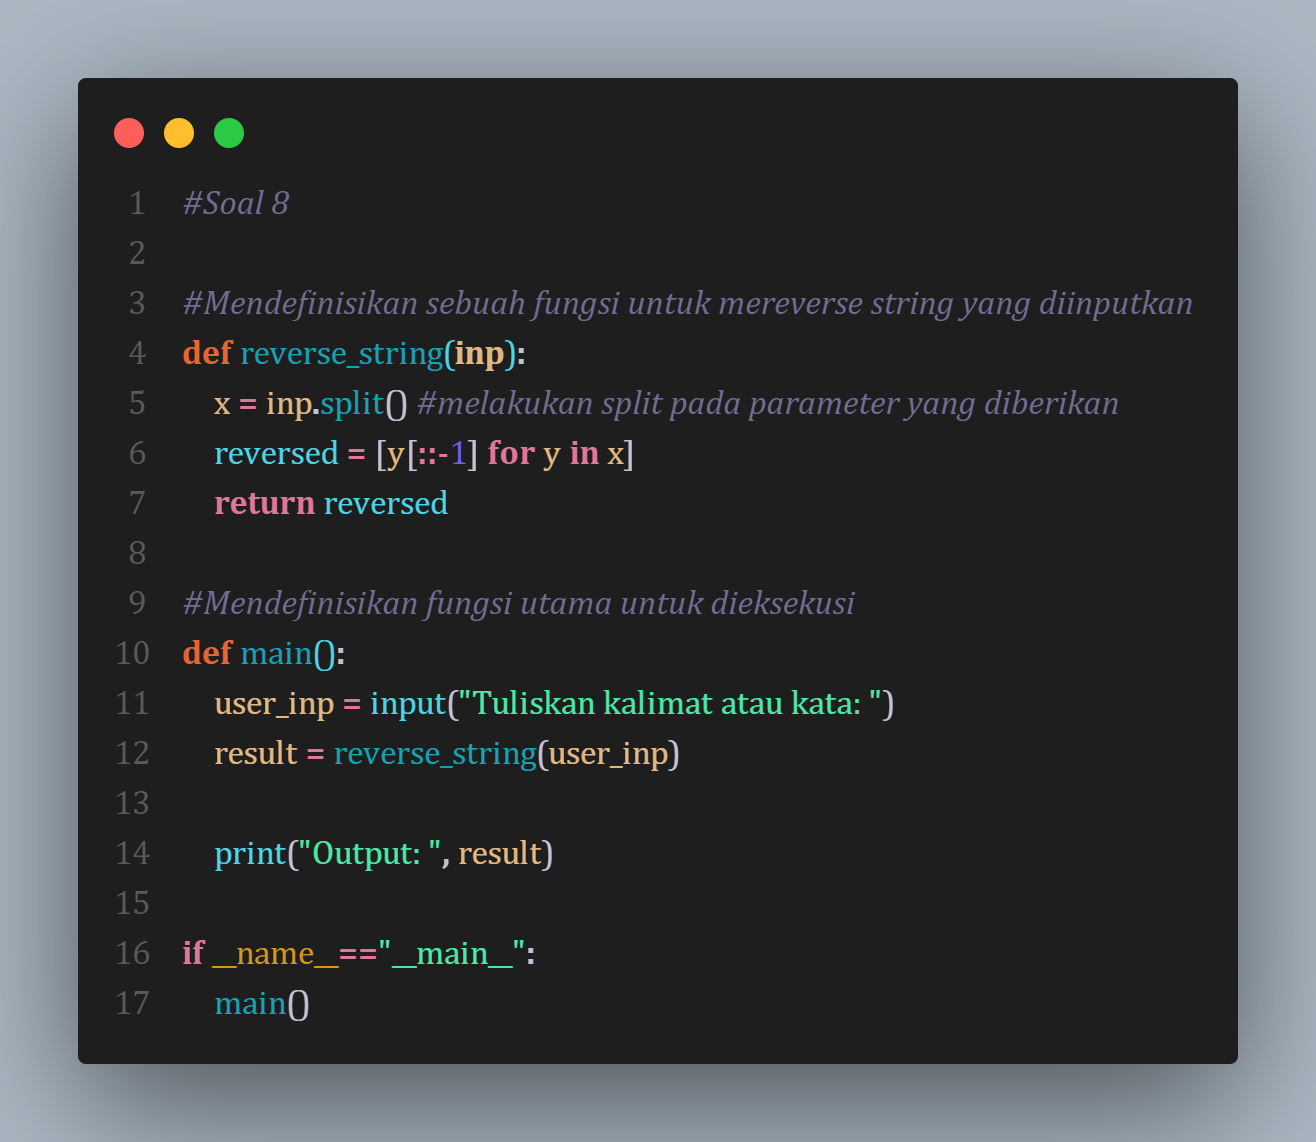 1 #Soal 8
2
3 #Mendefinisikan sebuah fungsi untuk mereverse string yang diinputkan
4 def reverse_string(inp):
5     x = inp.split() #melakukan split pada parameter yang diberikan
6     reversed = [y[::-1] for y in x]
7     return reversed
8
9 #Mendefinisikan fungsi utama untuk dieksekusi
10 def main():
11     user_inp = input("Tuliskan kalimat atau kata: ")
12     result = reverse_string(user_inp)
13
14     print("Output: ", result)
15
16 if __name__=="__main__":
17     main()